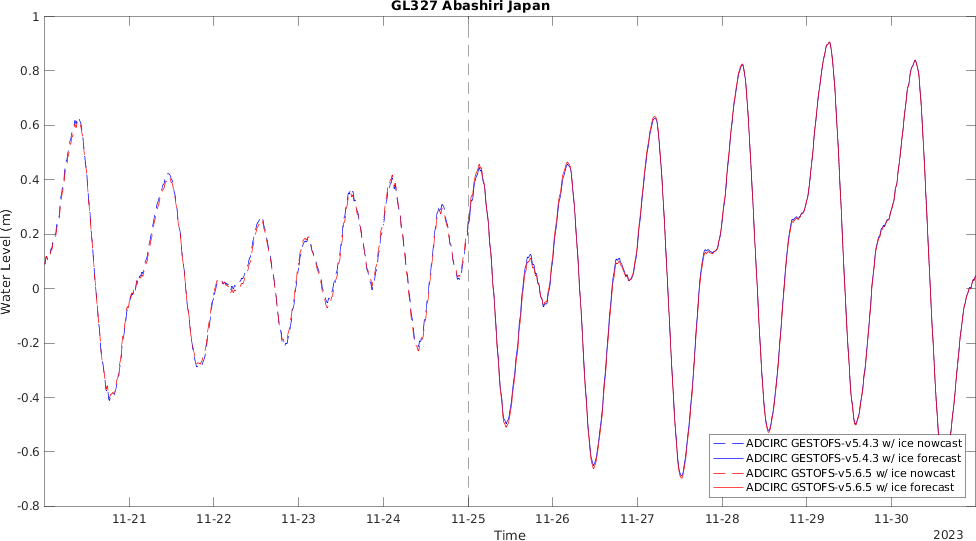 GL327 Abashiri Japan
1
0.8
0.6
0.4
0.2
0
-0.2
-0.4
-0.6
-0.8
Water Level (m)
ADCIRC GESTOFS-v5.4.3 w/ ice nowcast
ADCIRC GESTOFS-v5.4.3 w/ ice forecast
ADCIRC GSTOFS-v5.6.5 w/ ice nowcast
ADCIRC GSTOFS-v5.6.5 w/ ice forecast
11-21 11-22 11-23 11-24 11-25 11-26 11-27 11-28 11-29 11-30
Time
2023